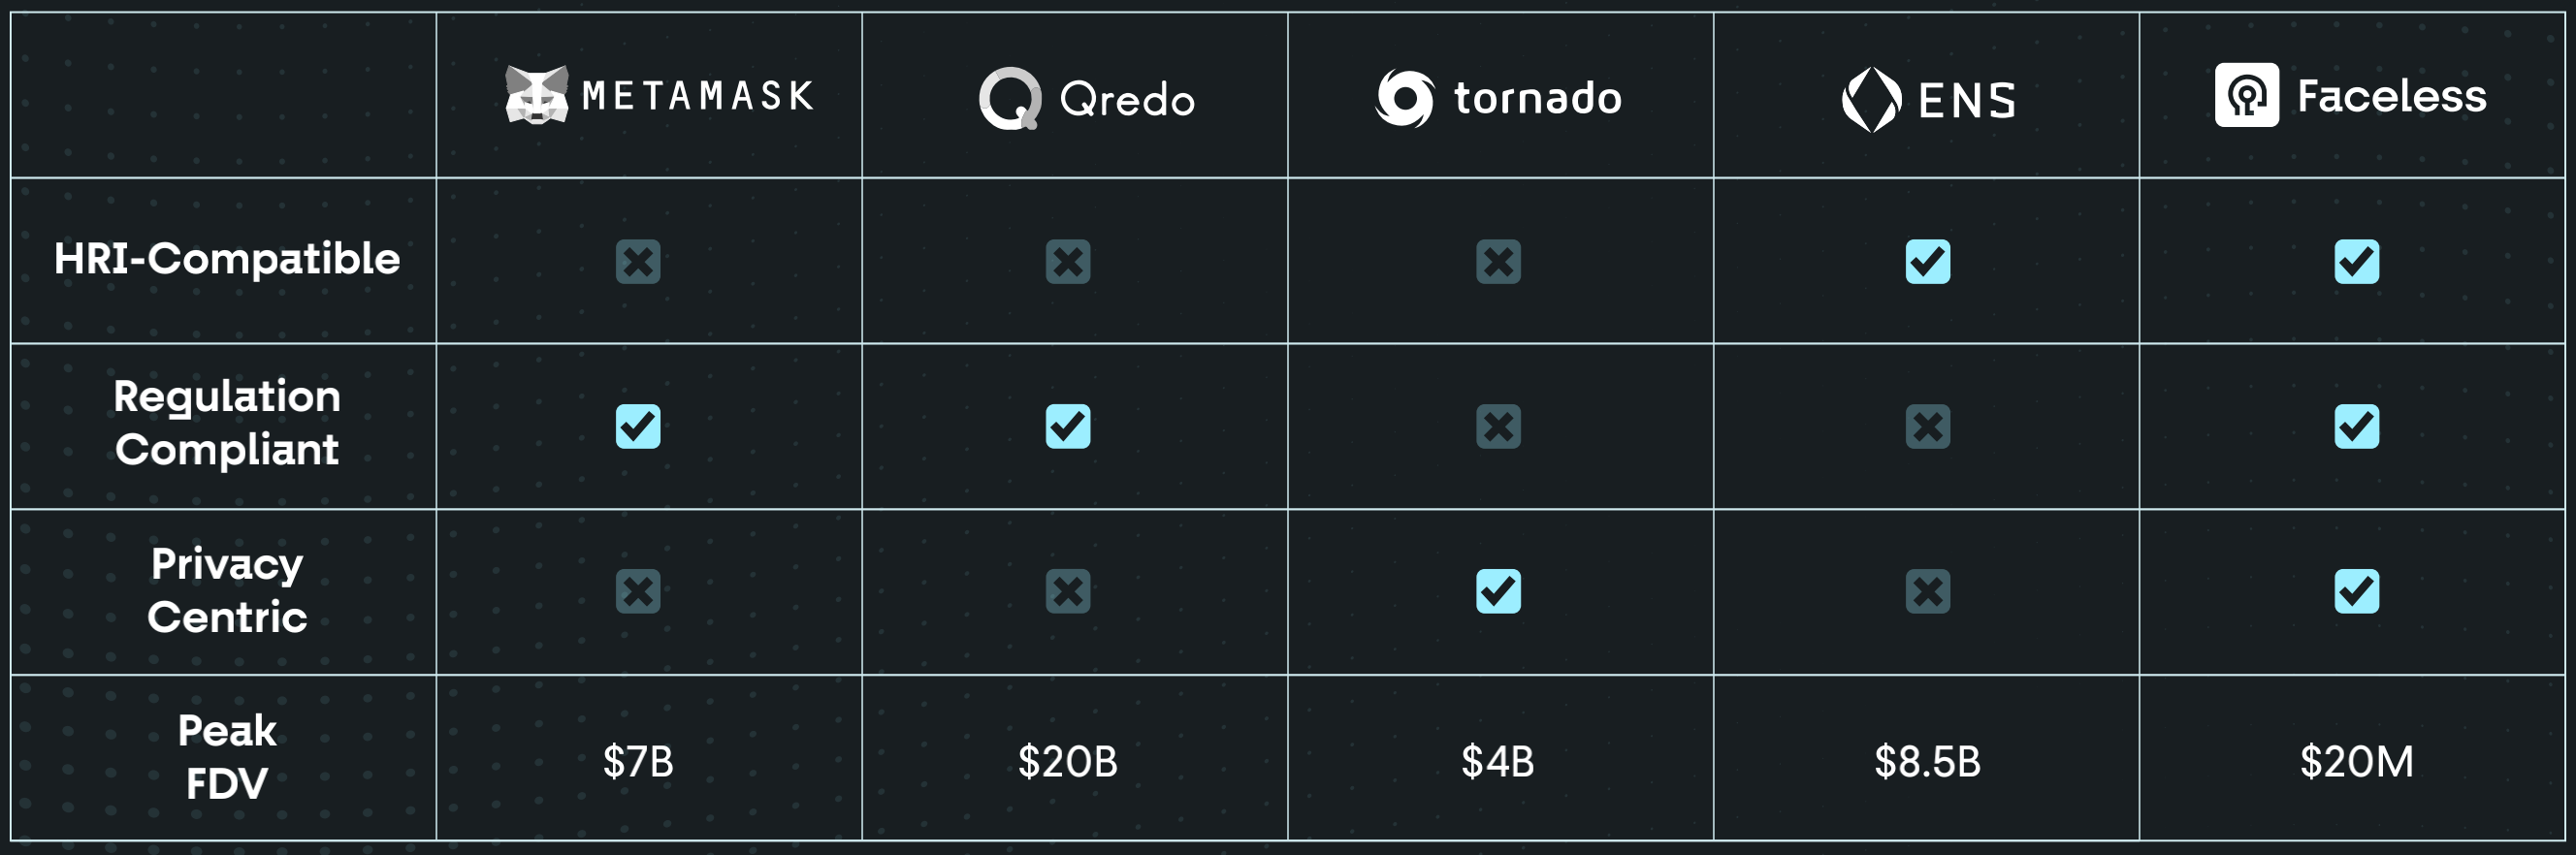 METAMASK
Qredo
tornado
ENS
Faceless
HRI-Compatible
Regulation
Compliant
Privacy
Centric
Peak
FDV
$7B
$20B
$4B
$8.5B
$20M